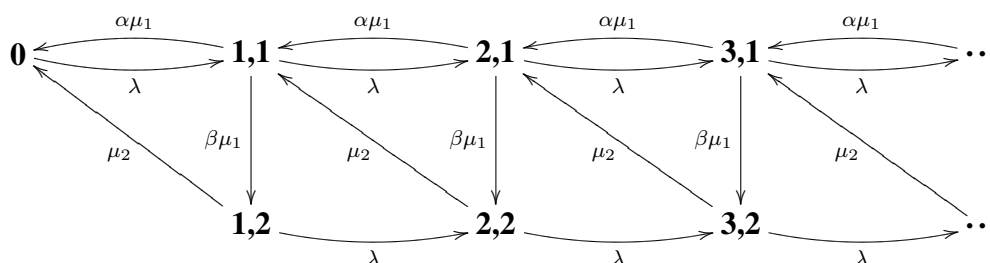 αμ₁ αμ₁ αμ₁ αμ₁
0 1,1 2,1 3,1 ··
λ λ λ λ
μ₂ βμ₁ μ₂ βμ₁ μ₂ βμ₁ μ₂
1,2 2,2 3,2 ··
λ λ λ